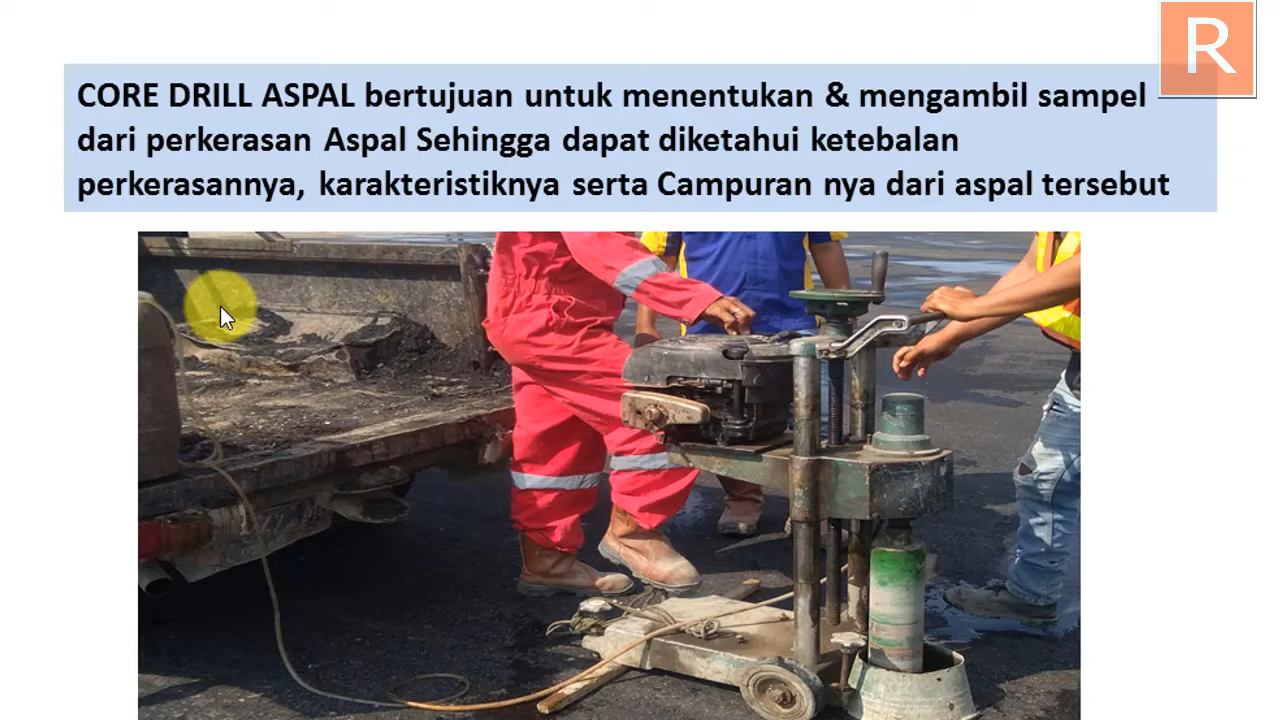 R
CORE DRILL ASPAL bertujuan untuk menentukan & mengambil sampel
dari perkerasan Aspal Sehingga dapat diketahui ketebalan
perkerasannya, karakteristiknya serta Campuran nya dari aspal tersebut